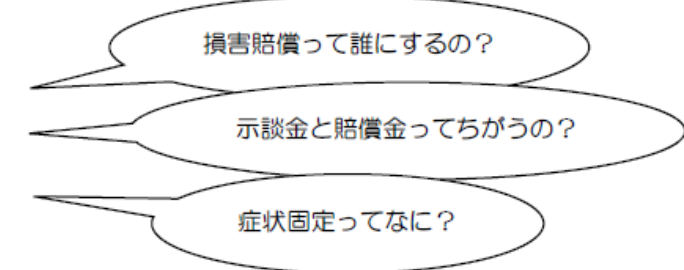 損害賠償って誰にするの？
示談金と賠償金ってちがうの？
症状固定ってなに？